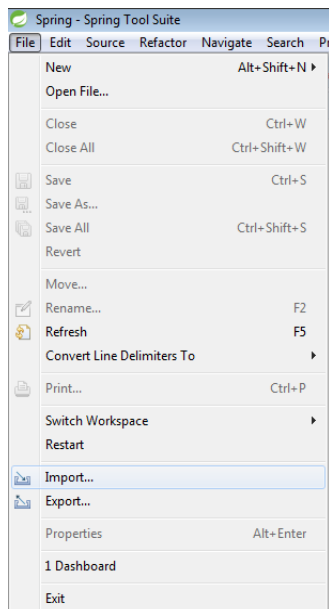 Spring - Spring Tool Suite
File Edit Source Refactor Navigate Search
New Alt+Shift+N
Open File...
Close Ctrl+W
Close All Ctrl+Shift+W
Save Ctrl+S
Save As...
Save All Ctrl+Shift+S
Revert
Move...
Rename... F2
Refresh F5
Convert Line Delimiters To
Print... Ctrl+P
Switch Workspace
Restart
Import...
Export...
Properties Alt+Enter
1 Dashboard
Exit